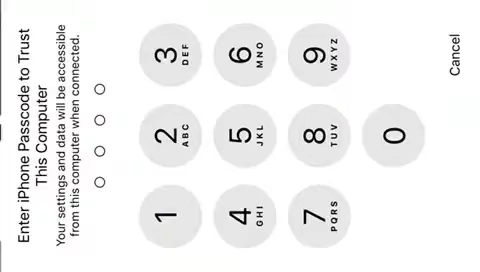 Enter iPhone Passcode to Trust
This Computer
Your settings and data will be accessible
from this computer when connected.
1
2
ABC
3
DEF
4
GHI
5
JKL
6
MNO
7
PQRS
8
TUV
9
WXYZ
0
Cancel